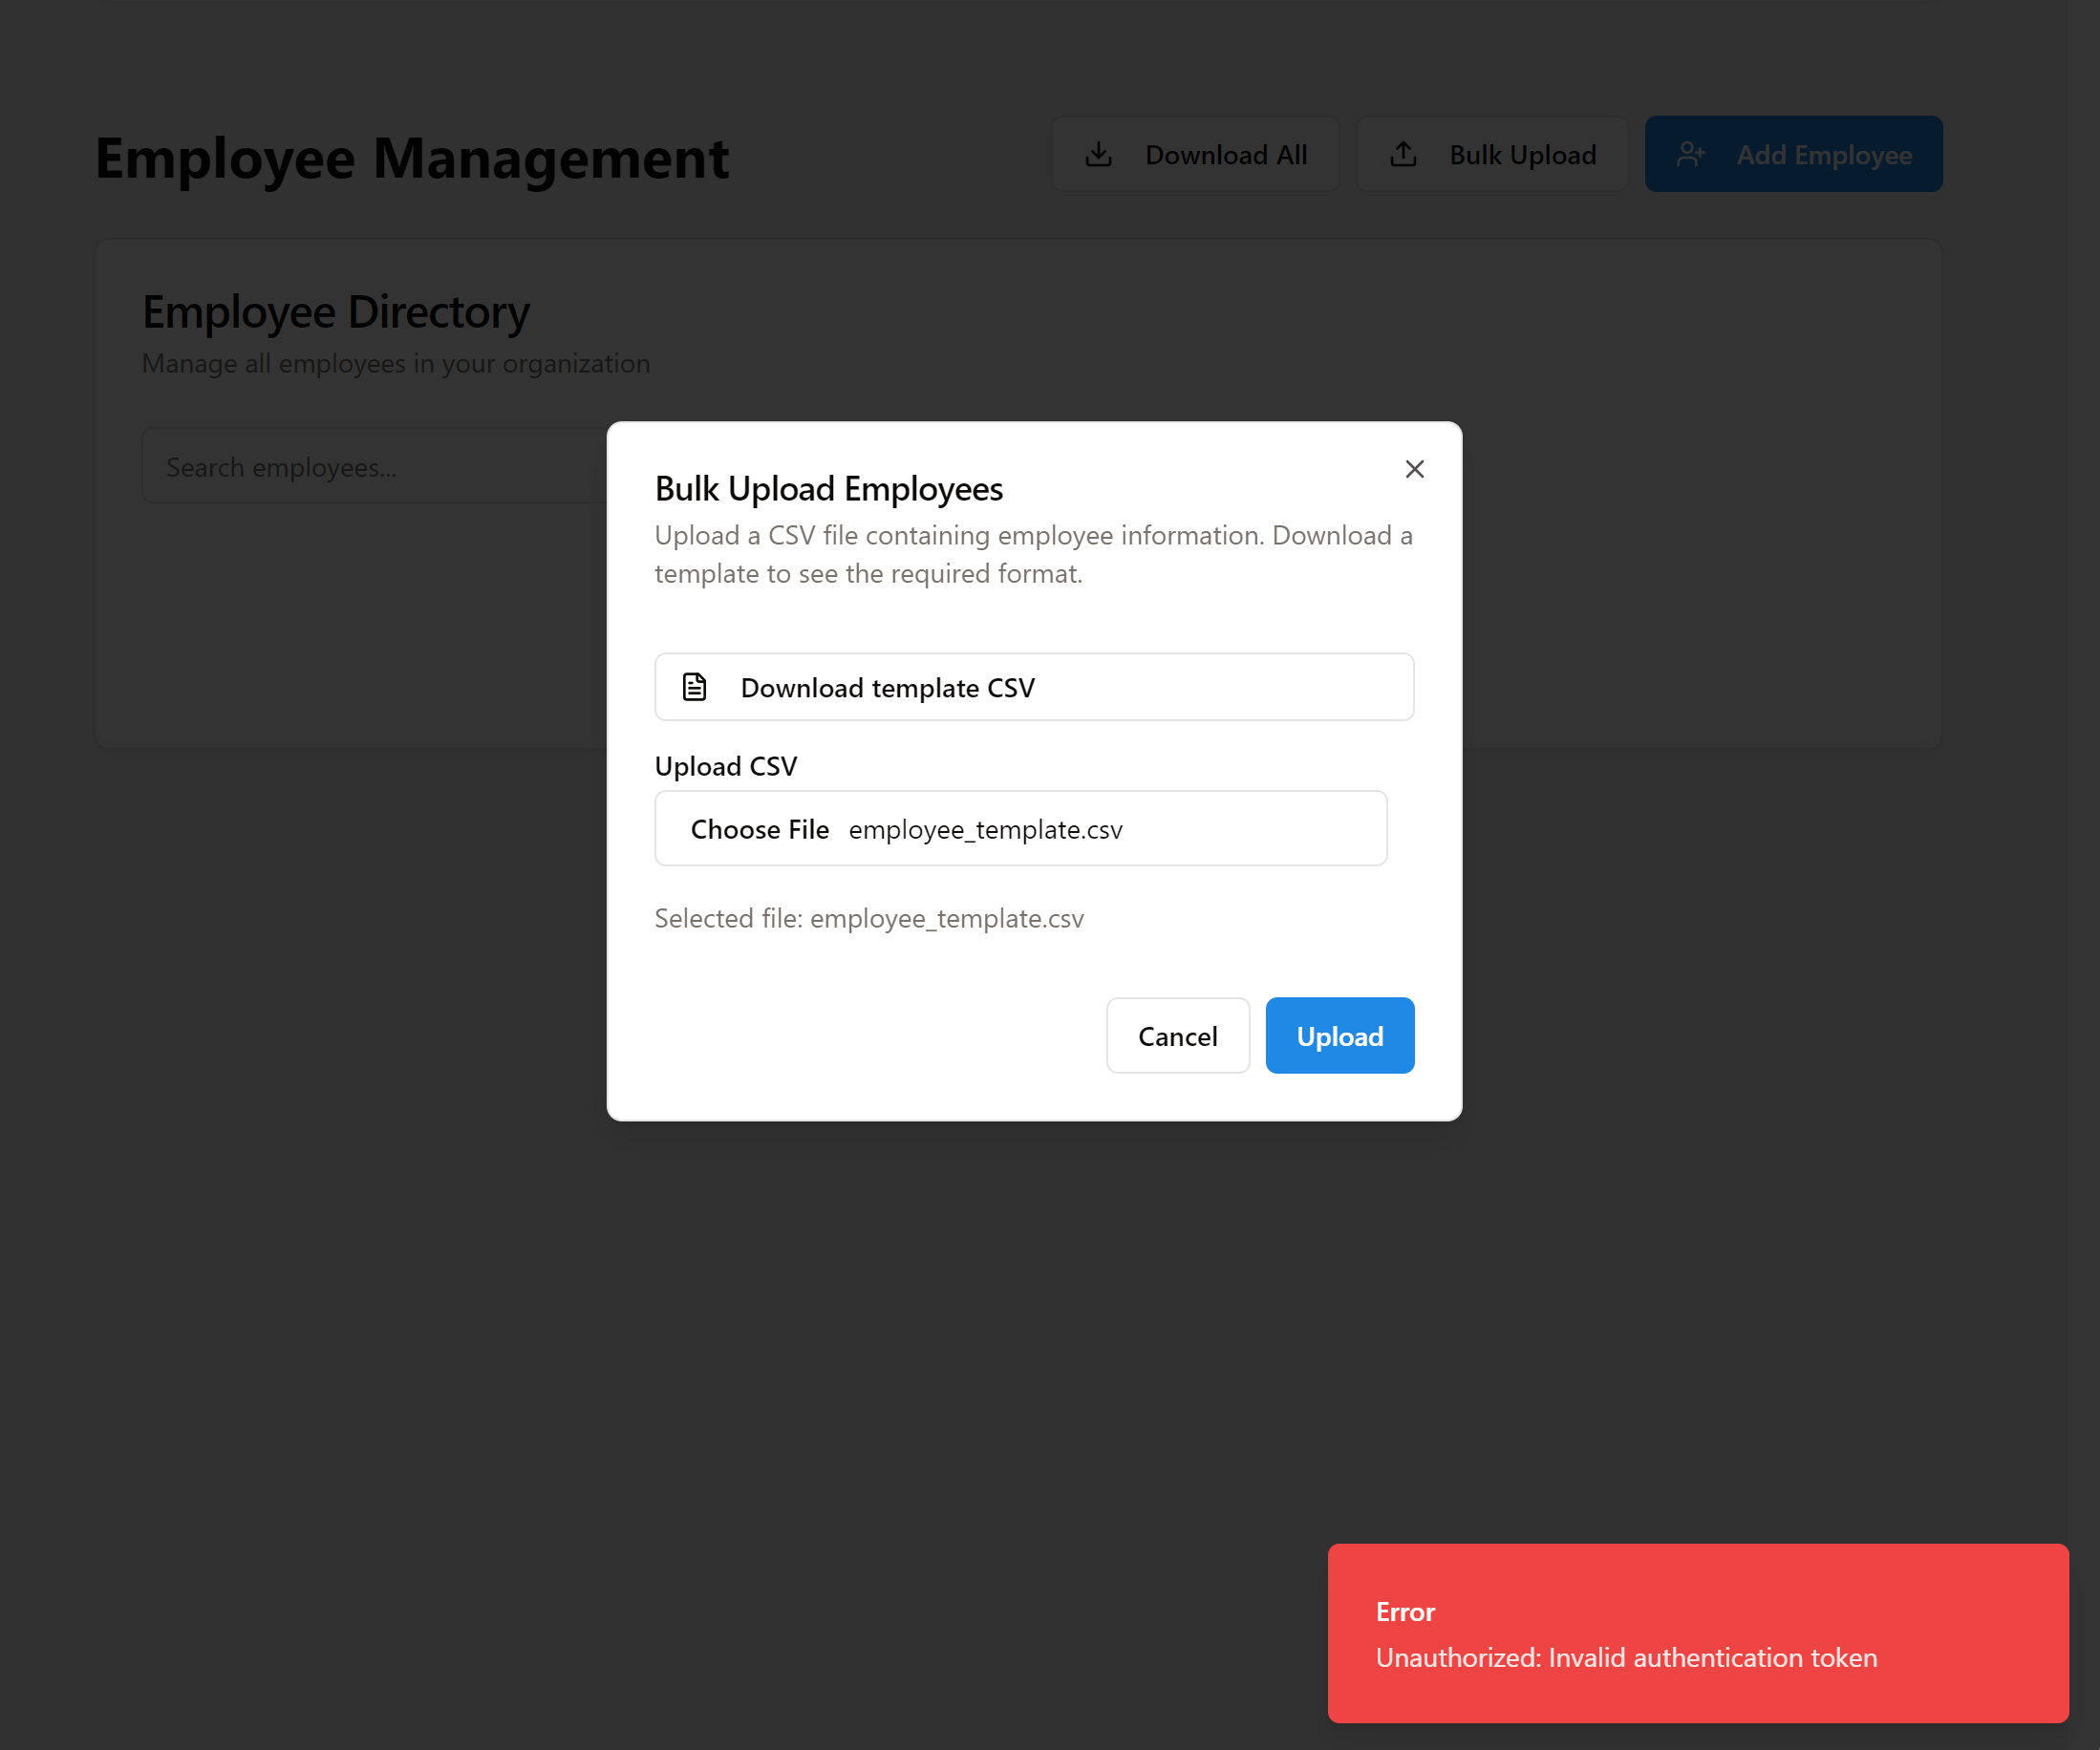 Employee Management
Download All
Bulk Upload
Add Employee
Employee Directory
Manage all employees in your organization
Search employees...
Bulk Upload Employees
Upload a CSV file containing employee information. Download a
template to see the required format.
Download template CSV
Upload CSV
Choose File employee_template.csv
Selected file: employee_template.csv
Cancel
Upload
Error
Unauthorized: Invalid authentication token